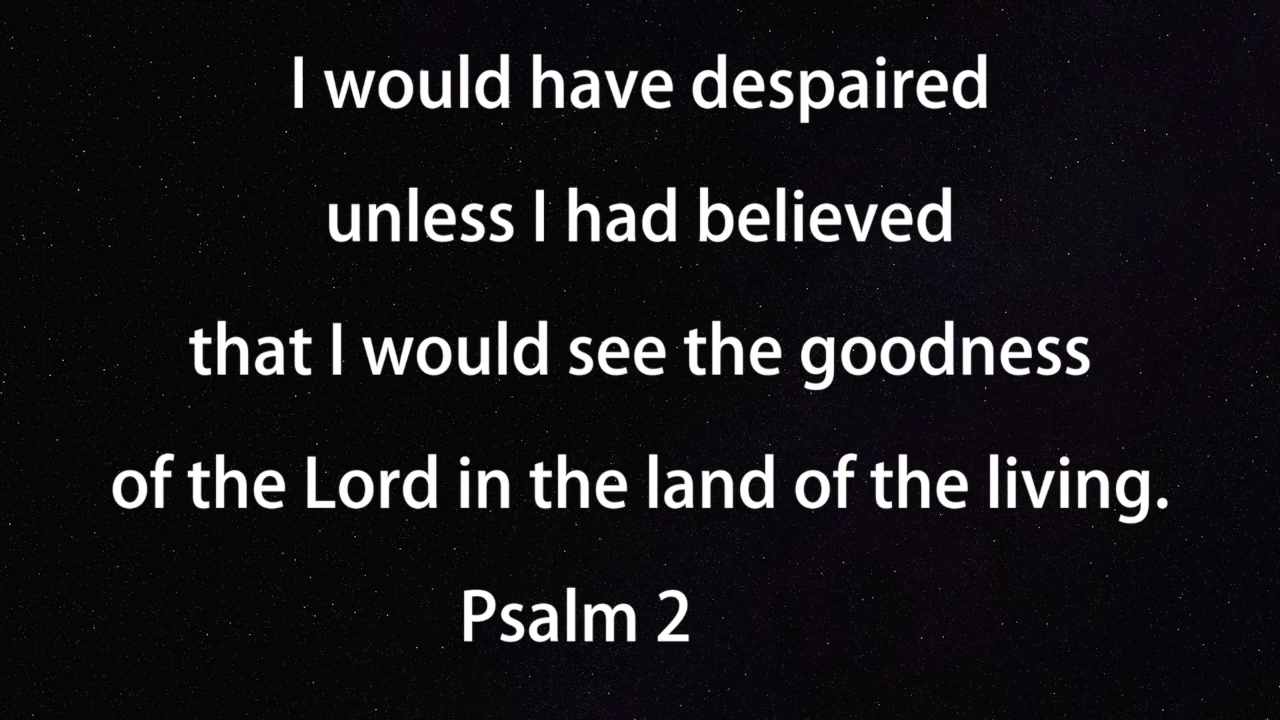 I would have despaired
unless I had believed
that I would see the goodness
of the Lord in the land of the living.
Psalm 2